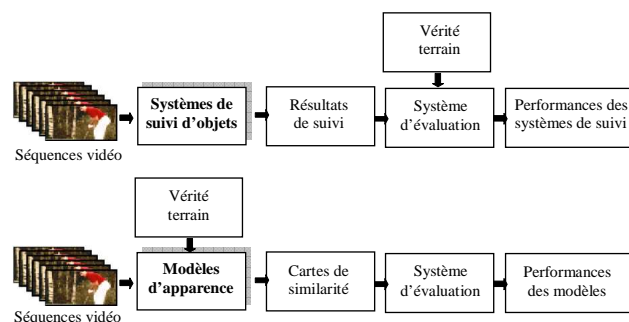 Vérité
terrain
Systèmes de
suivi d'objets
Résultats
de suivi
Système
d'évaluation
Performances des
systèmes de suivi
Séquences vidéo
Vérité
terrain
Modèles
d'apparence
Cartes de
similarité
Système
d'évaluation
Performances
des modèles
Séquences vidéo